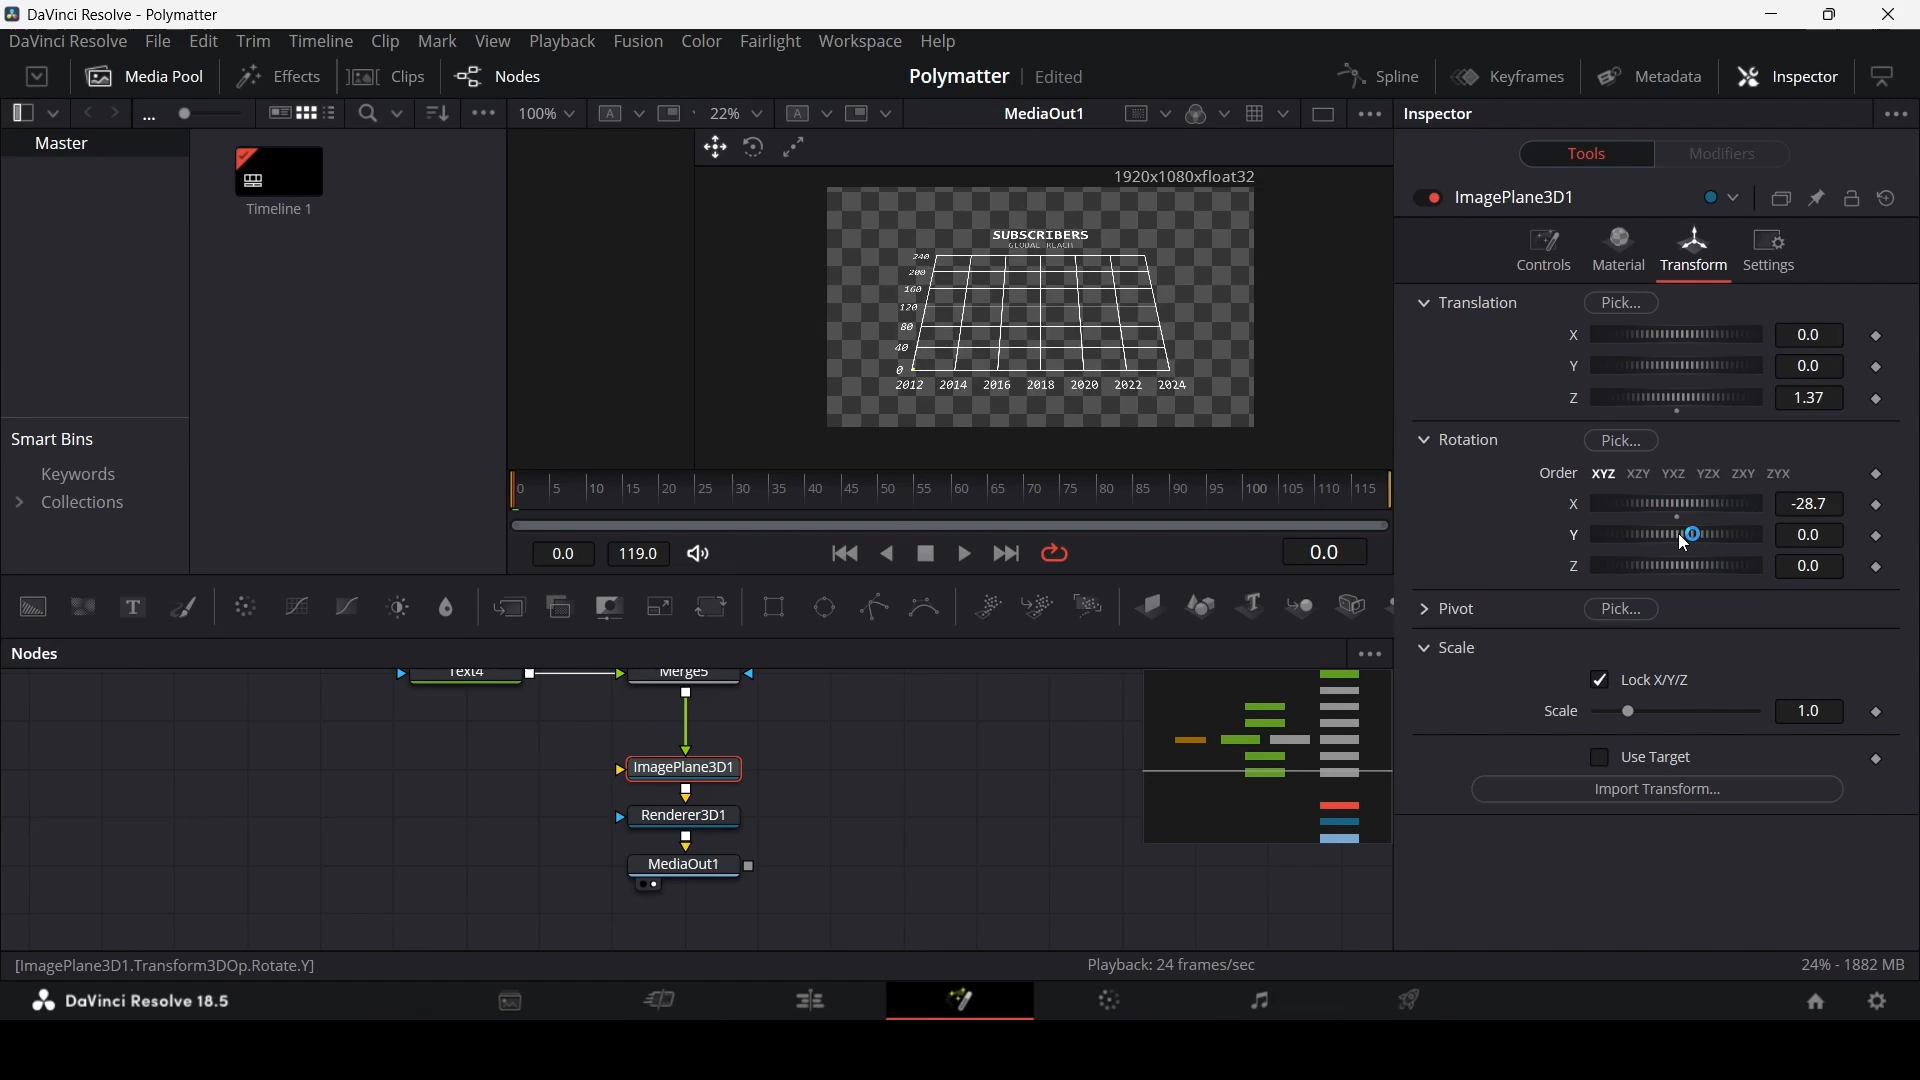 DaVinci Resolve - Polymatter
DaVinci Resolve File Edit Trim Timeline Clip Mark View Playback Fusion Color Fairlight Workspace Help
Media Pool Effects Clips Nodes Polymatter Edited Spline Keyframes Metadata Inspector
... 100% A 22% A MediaOut1 Inspector
Master
Timeline 1
Smart Bins
Keywords
Collections
1920x1080xfloat32
SUBSCRIBERS
GLOBAL REACH
240
200
160
120
80
40
0
2012 2014 2016 2018 2020 2022 2024
0 5 10 15 20 25 30 35 40 45 50 55 60 65 70 75 80 85 90 95 100 105 110 115
0.0 119.0 0.0
Tools Modifiers
ImagePlane3D1
Controls Material Transform Settings
Translation Pick...
X 0.0
Y 0.0
Z 1.37
Rotation Pick...
Order XYZ XZY YXZ YZX ZXY ZYX
X -28.7
Y 0.0
Z 0.0
Pivot Pick...
Scale
Lock X/Y/Z
Scale 1.0
Use Target
Import Transform...
T T
Nodes
Text4 Merge5
ImagePlane3D1
Renderer3D1
MediaOut1
[ImagePlane3D1.Transform3DOp.Rotate.Y] Playback: 24 frames/sec 24% - 1882 MB
DaVinci Resolve 18.5